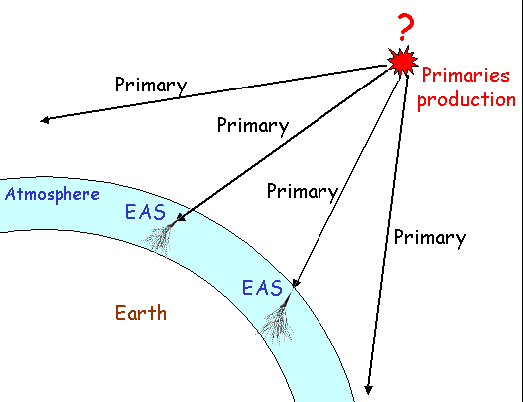 ?
Primaries
production
Primary
Primary
Primary
Primary
Atmosphere
EAS
EAS
Earth